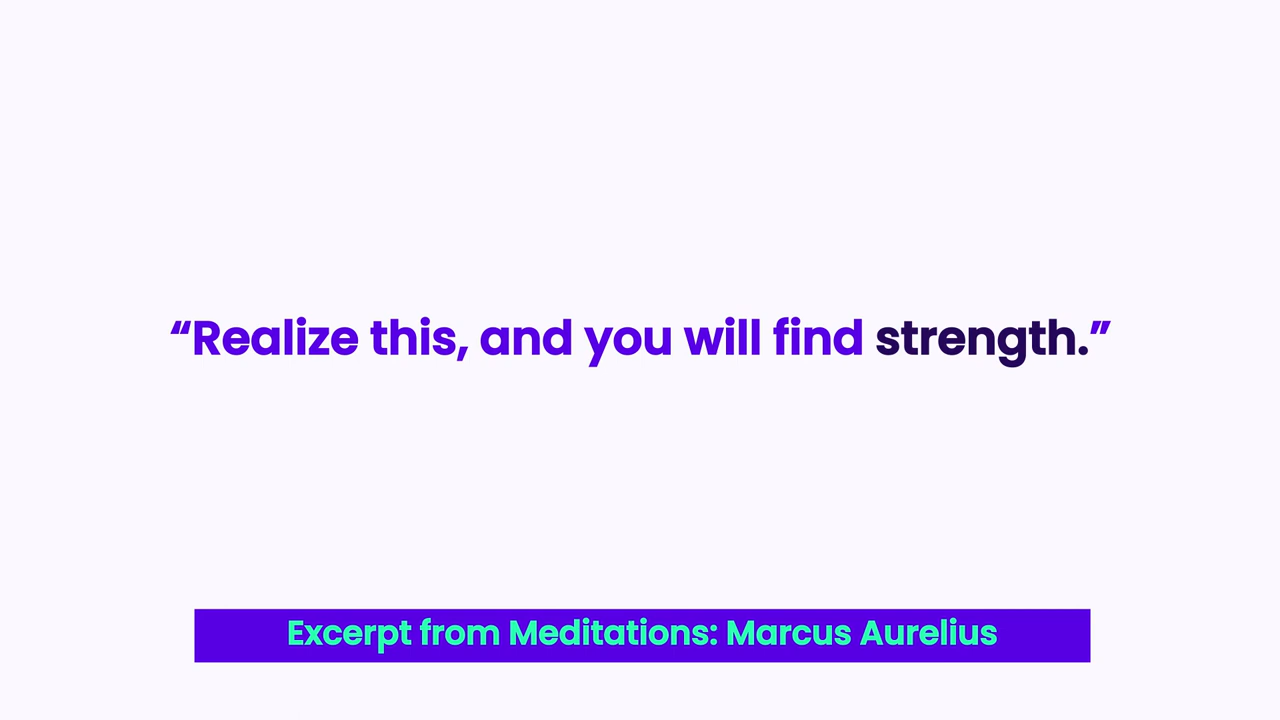 “Realize this, and you will find strength.”
Excerpt from Meditations: Marcus Aurelius